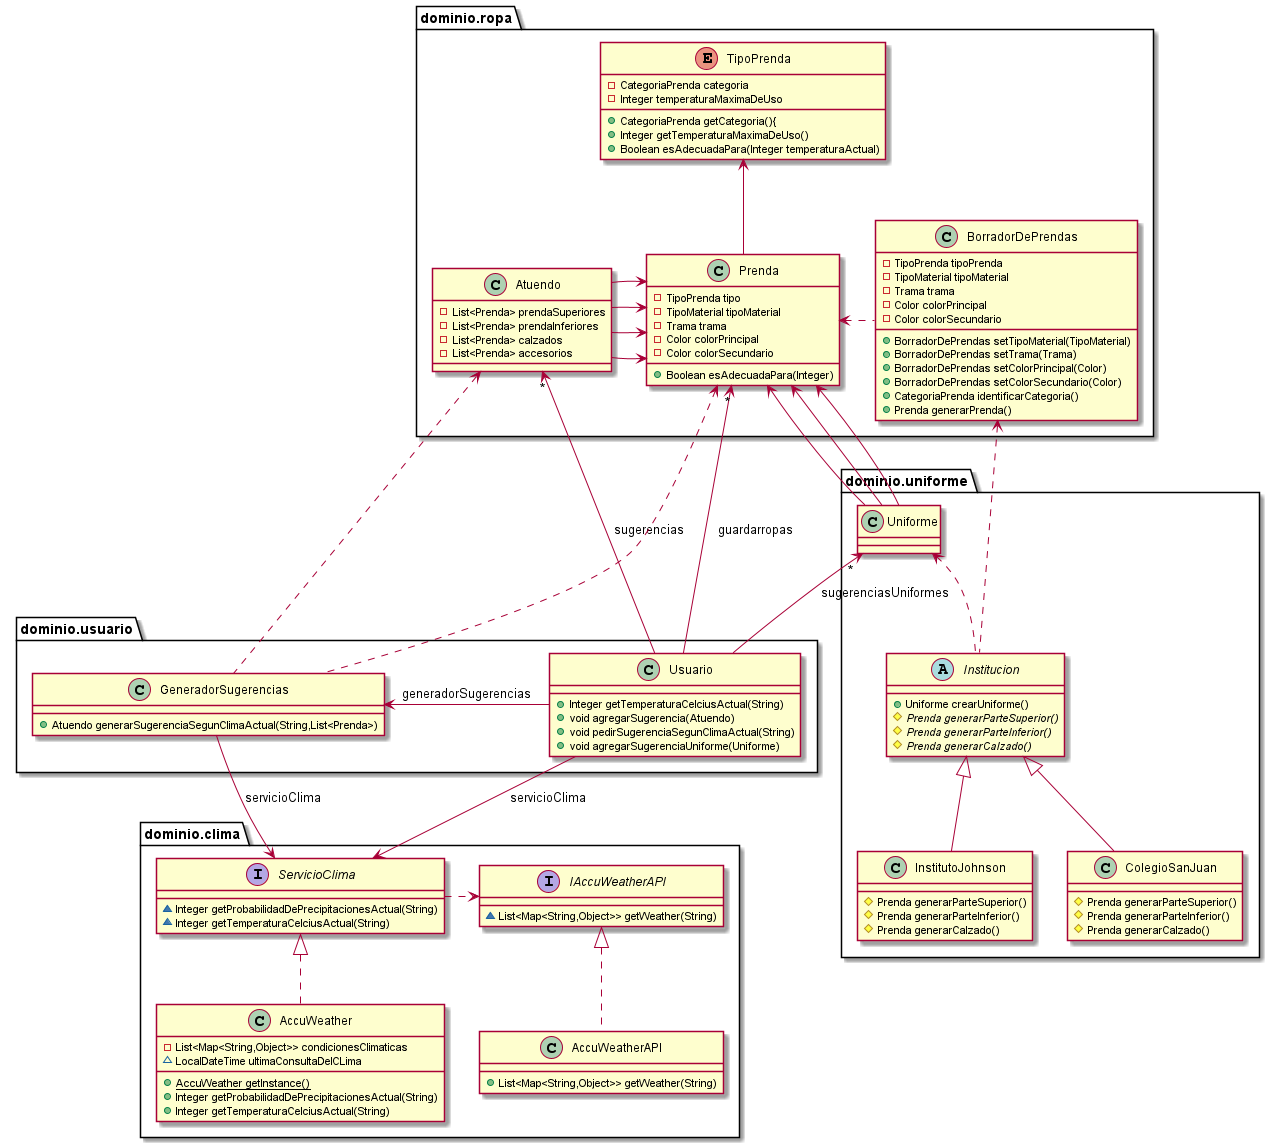 dominio.ropa
E TipoPrenda
CategoriaPrenda categoria
Integer temperaturaMaximaDeUso
CategoriaPrenda getCategoria(){
Integer getTemperaturaMaximaDeUso()
Boolean esAdecuadaPara(Integer temperaturaActual)
C BorradorDePrendas
TipoPrenda tipoPrenda
TipoMaterial tipoMaterial
Trama trama
Color colorPrincipal
Color colorSecundario
BorradorDePrendas setTipoMaterial(TipoMaterial)
BorradorDePrendas setTrama(Trama)
BorradorDePrendas setColorPrincipal(Color)
BorradorDePrendas setColorSecundario(Color)
CategoriaPrenda identificarCategoria()
Prenda generarPrenda()
C Prenda
TipoPrenda tipo
TipoMaterial tipoMaterial
Trama trama
Color colorPrincipal
Color colorSecundario
Boolean esAdecuadaPara(Integer)
C Atuendo
List<Prenda> prendaSuperiores
List<Prenda> prendaInferiores
List<Prenda> calzados
List<Prenda> accesorios
*
*
dominio.uniforme
C Uniforme
sugerencias
guardarropas
*
sugerenciasUniformes
dominio.usuario
C GeneradorSugerencias
Atuendo generarSugerenciaSegunClimaActual(String,List<Prenda>)
generadorSugerencias
C Usuario
Integer getTemperaturaCelciusActual(String)
void agregarSugerencia(Atuendo)
void pedirSugerenciaSegunClimaActual(String)
void agregarSugerenciaUniforme(Uniforme)
A Institucion
Uniforme crearUniforme()
Prenda generarParteSuperior()
Prenda generarParteInferior()
Prenda generarCalzado()
servicioClima
servicioClima
dominio.clima
I ServicioClima
Integer getProbabilidadDePrecipitacionesActual(String)
Integer getTemperaturaCelciusActual(String)
I IAccuWeatherAPI
List<Map<String,Object>> getWeather(String)
C InstitutoJohnson
Prenda generarParteSuperior()
Prenda generarParteInferior()
Prenda generarCalzado()
C ColegioSanJuan
Prenda generarParteSuperior()
Prenda generarParteInferior()
Prenda generarCalzado()
C AccuWeather
List<Map<String,Object>> condicionesClimaticas
LocalDateTime ultimaConsultaDelCLima
AccuWeather getInstance()
Integer getProbabilidadDePrecipitacionesActual(String)
Integer getTemperaturaCelciusActual(String)
C AccuWeatherAPI
List<Map<String,Object>> getWeather(String)